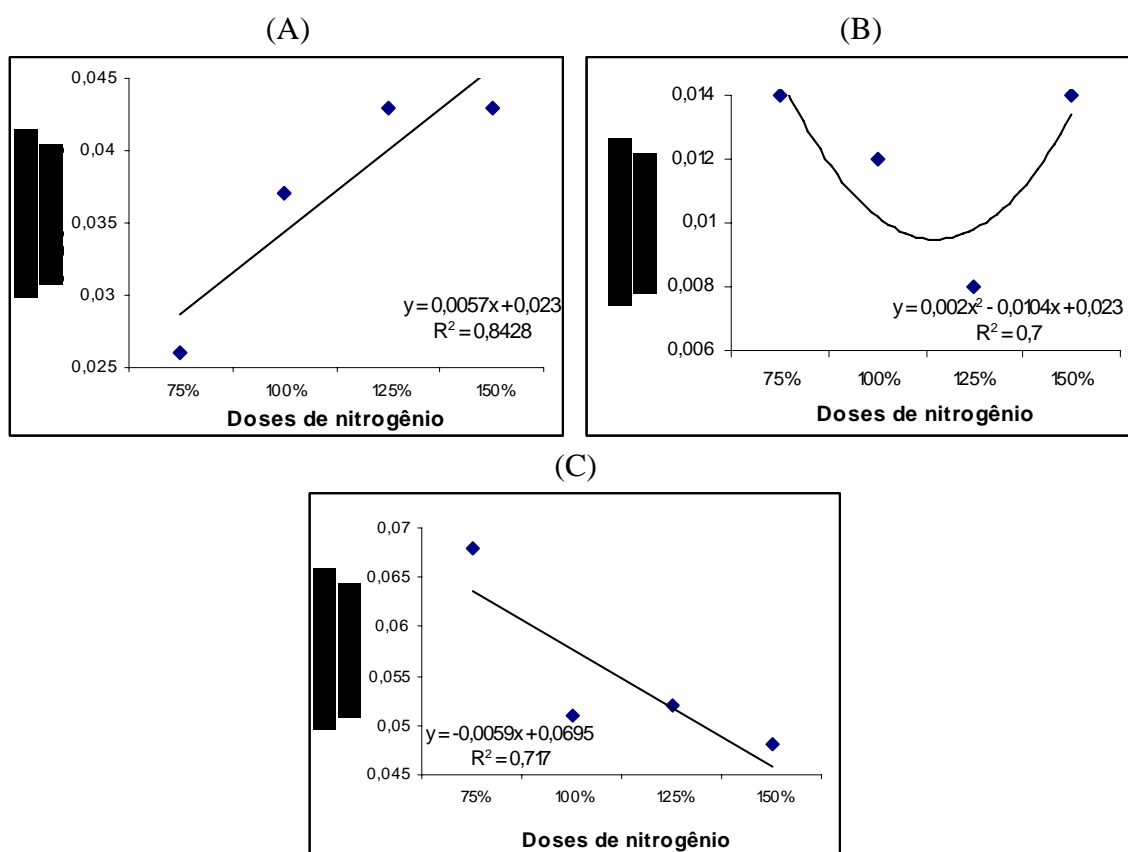 (A)
(B)
0,045
0,04
0,035
0,03
0,025
y = 0,0057x + 0,023
R² = 0,8428
75% 100% 125% 150%
Doses de nitrogênio
0,014
0,012
0,01
0,008
0,006
y = 0,002x² - 0,0104x + 0,023
R² = 0,7
75% 100% 125% 150%
Doses de nitrogênio
(C)
0,07
0,065
0,06
0,055
0,05
0,045
y = -0,0059x + 0,0695
R² = 0,717
75% 100% 125% 150%
Doses de nitrogênio